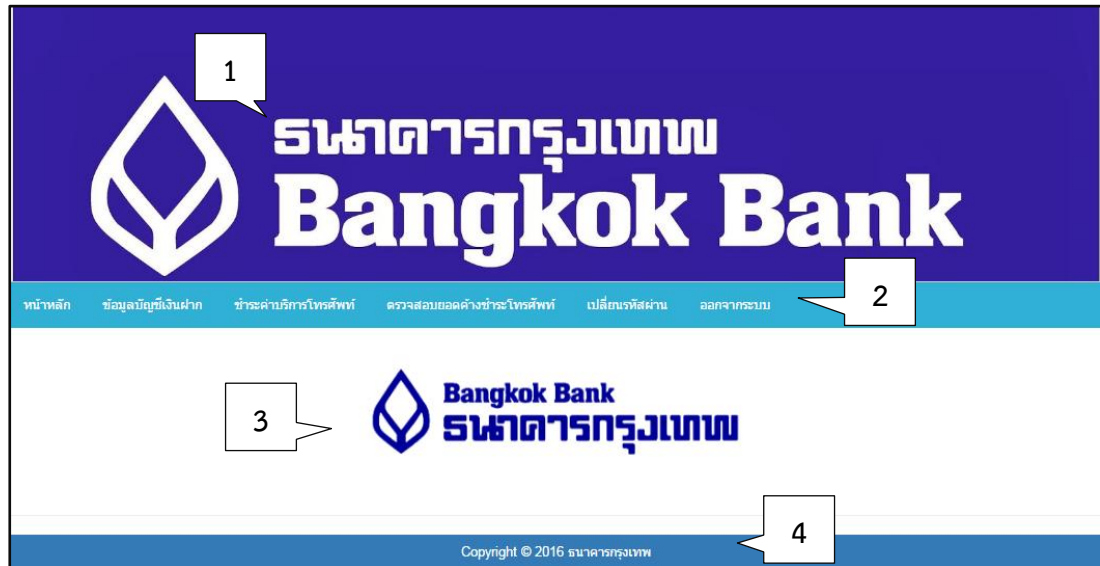 1
ธนาคารกรุงเทพ
Bangkok Bank
หน้าหลัก ข้อมูลบัญชีเงินฝาก ชำระค่าบริการโทรศัพท์ ตรวจสอบยอดค้างชำระโทรศัพท์ เปลี่ยนรหัสผ่าน ออกจากระบบ
2
3
Bangkok Bank
ธนาคารกรุงเทพ
4
Copyright © 2016 ธนาคารกรุงเทพ